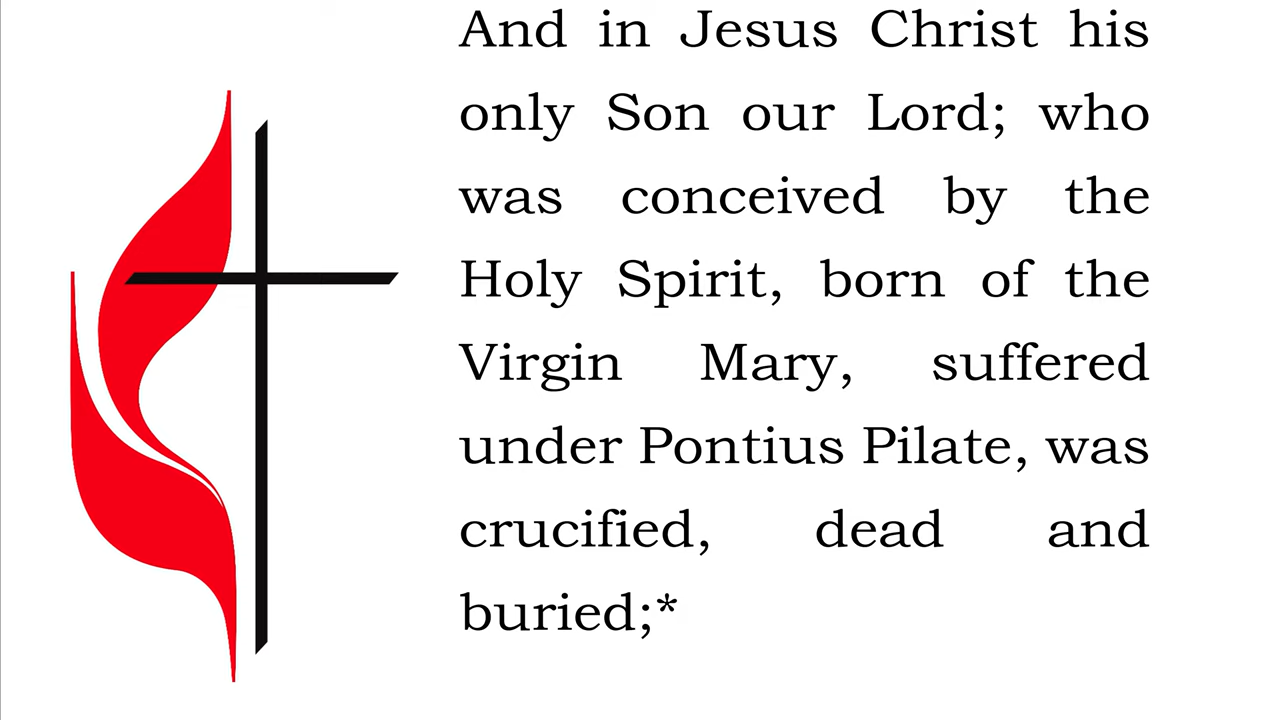 And in Jesus Christ his
only Son our Lord; who
was conceived by the
Holy Spirit, born of the
Virgin Mary, suffered
under Pontius Pilate, was
crucified, dead and
buried;*